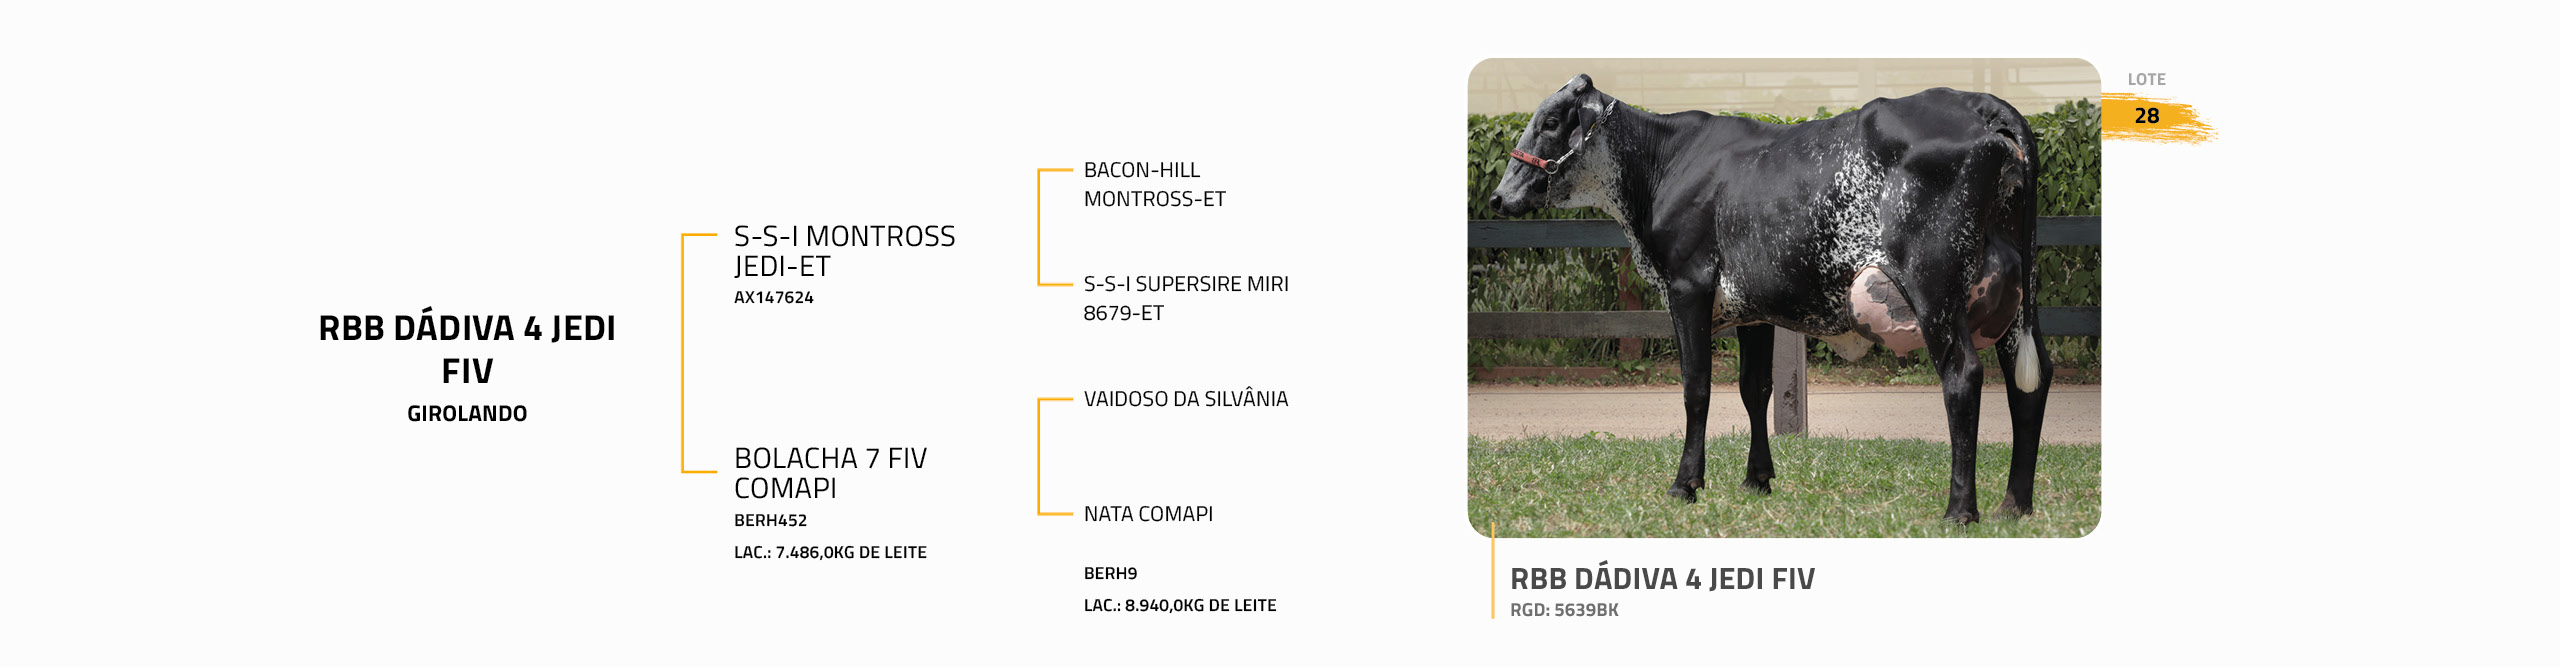 RBB DÁDIVA 4 JEDI
FIV
GIROLANDO
S-S-I MONTROSS
JEDI-ET
AX147624
BOLACHA 7 FIV
COMAPI
BERH452
LAC.: 7.486,0KG DE LEITE
BACON-HILL
MONTROSS-ET
S-S-I SUPERSIRE MIRI
8679-ET
VAIDOSO DA SILVÂNIA
NATA COMAPI
BERH9
LAC.: 8.940,0KG DE LEITE
LOTE
28
RBB DÁDIVA 4 JEDI FIV
RGD: 5639BK